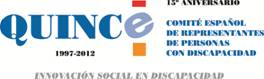 15º ANIVERSARIO
QUINCE
1997-2012
COMITÉ ESPAÑOL
DE REPRESENTANTES
DE PERSONAS
CON DISCAPACIDAD
INNOVACIÓN SOCIAL EN DISCAPACIDAD